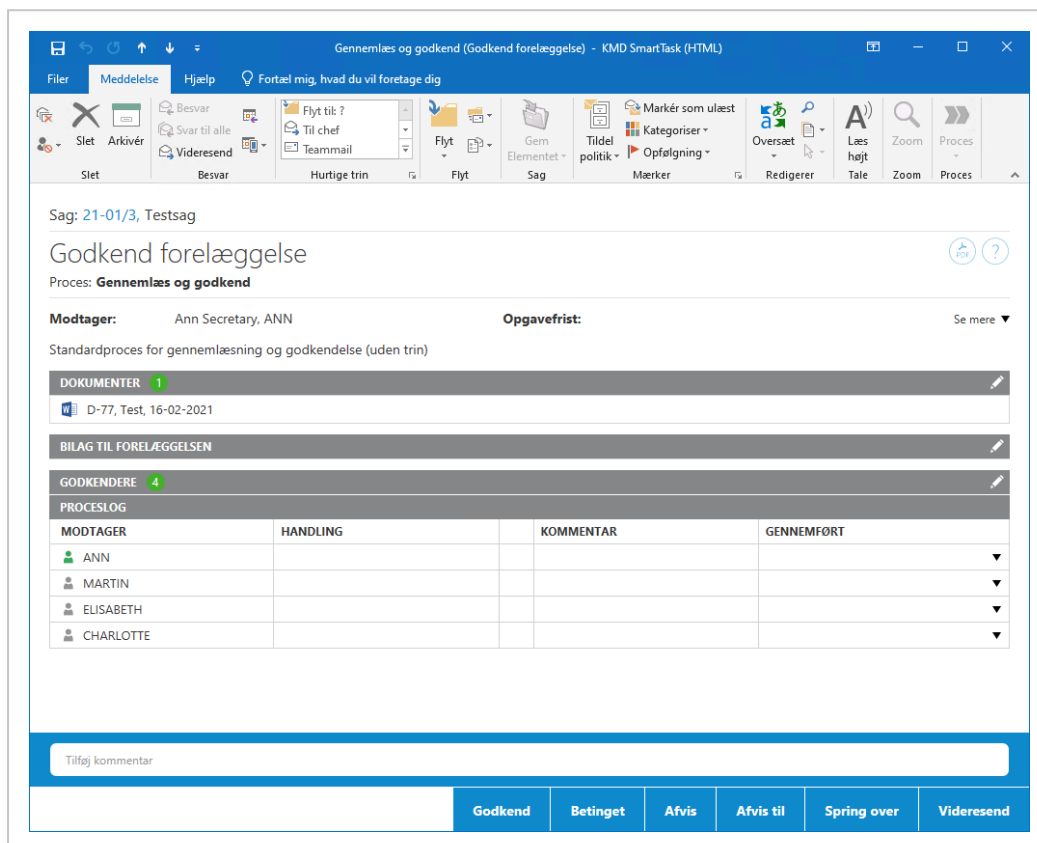 Gennemlæs og godkend (Godkend forelæggelse) - KMD SmartTask (HTML)
Filer Meddelelse Hjælp Fortæl mig, hvad du vil foretage dig
Slet Arkivér
Besvar
Svar til alle
Videresend
Flyt til: ?
Til chef
Teammail
Flyt
Gem
Elementet
Tildel
politik
Markér som ulæst
Kategoriser
Opfølgning
Oversæt
Læs
højt
Zoom
Proces
Slet Besvar Hurtige trin Flyt Sag Mærker Redigerer Tale Zoom Proces
Sag: 21-01/3, Testsag
Godkend forelæggelse
PDF ?
Proces: Gennemlæs og godkend
Modtager: Ann Secretary, ANN Opgavefrist: Se mere ▼
Standardproces for gennemlæsning og godkendelse (uden trin)
DOKUMENTER 1
D-77, Test, 16-02-2021
BILAG TIL FORELÆGGELSEN
GODKENDERE 4
PROCESLOG
MODTAGER HANDLING KOMMENTAR GENNEMFØRT
ANN
MARTIN
ELISABETH
CHARLOTTE
Tilføj kommentar
Godkend Betinget Afvis Afvis til Spring over Videresend